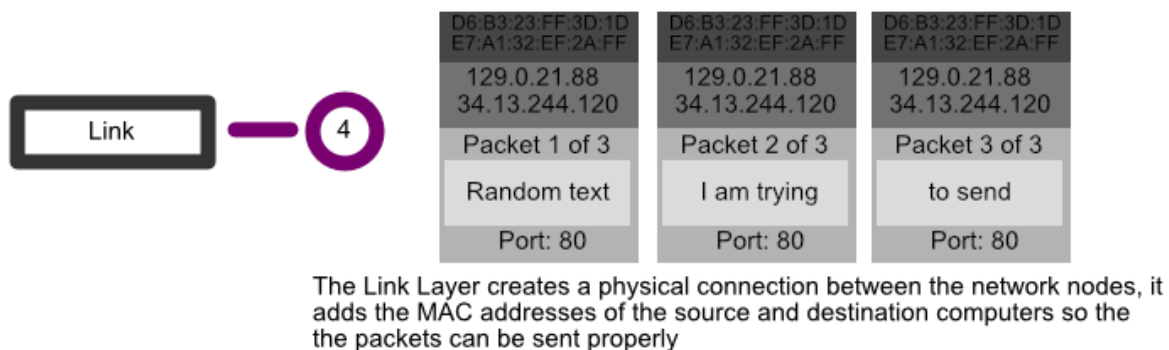 D6:B3:23:FF:3D:1D D6:B3:23:FF:3D:1D D6:B3:23:FF:3D:1D
E7:A1:32:EF:2A:FF E7:A1:32:EF:2A:FF E7:A1:32:EF:2A:FF
129.0.21.88 129.0.21.88 129.0.21.88
34.13.244.120 34.13.244.120 34.13.244.120
Link 4 Packet 1 of 3 Packet 2 of 3 Packet 3 of 3
Random text I am trying to send
Port: 80 Port: 80 Port: 80
The Link Layer creates a physical connection between the network nodes, it
adds the MAC addresses of the source and destination computers so the
the packets can be sent properly